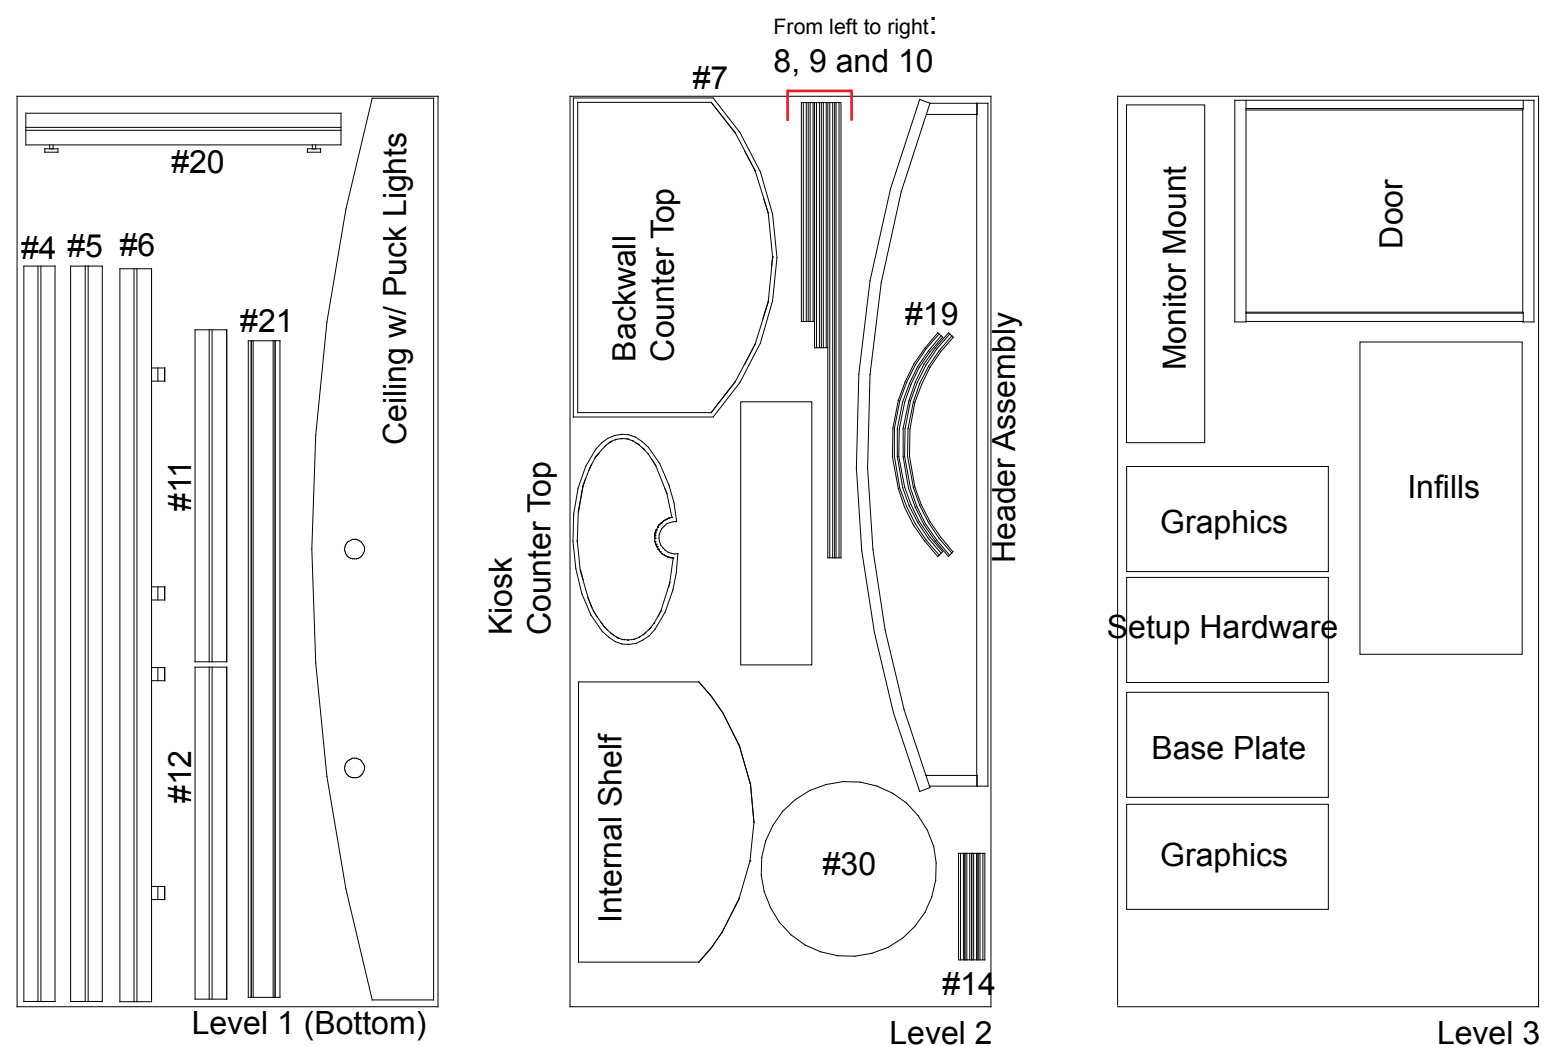 From left to right:
8, 9 and 10
#7
#20
#4
#5
#6
#21
#11
#12
Ceiling w/ Puck Lights
Level 1 (Bottom)
Backwall
Counter Top
#19
Header Assembly
Kiosk
Counter Top
Internal Shelf
#30
#14
Level 2
Monitor Mount
Door
Infills
Graphics
Setup Hardware
Base Plate
Graphics
Level 3